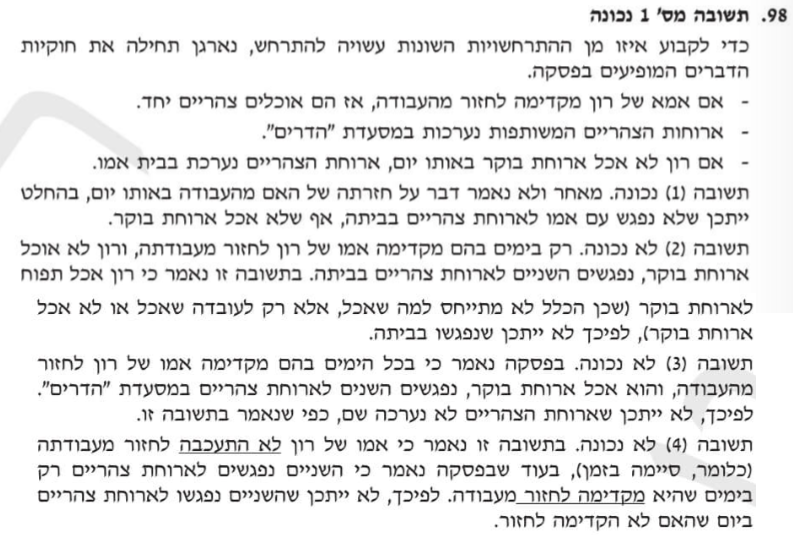 98. תשובה מס' 1 נכונה
כדי לקבוע איזו מן ההתרחשויות השונות עשויה להתרחש, נארגן תחילה את חוקיות
הדברים המופיעים בפסקה.
- אם אמא של רון מקדימה לחזור מהעבודה, אז הם אוכלים צהריים יחד.
- ארוחות הצהריים המשותפות נערכות במסעדת "הדרים".
- אם רון לא אכל ארוחת בוקר באותו יום, ארוחת הצהריים נערכת בבית אמו.
תשובה (1) נכונה. מאחר ולא נאמר דבר על חזרתה של האם מהעבודה באותו יום, בהחלט
ייתכן שלא נפגש עם אמו לארוחת צהריים בביתה, אף שלא אכל ארוחת בוקר.
תשובה (2) לא נכונה. רק בימים בהם מקדימה אמו של רון לחזור מעבודתה, ורון לא אוכל
ארוחת בוקר, נפגשים השניים לארוחת צהריים בביתה. בתשובה זו נאמר כי רון אכל תפוח
לארוחת בוקר (שכן הכלל לא מתייחס למה שאכל, אלא רק לעובדה שאכל או לא אכל
ארוחת בוקר), לפיכך לא ייתכן שנפגשו בביתה.
תשובה (3) לא נכונה. בפסקה נאמר כי בכל הימים בהם מקדימה אמו של רון לחזור
מהעבודה, והוא אכל ארוחת בוקר, נפגשים השנים לארוחת צהריים במסעדת "הדרים".
לפיכך, לא ייתכן שארוחת הצהריים לא נערכה שם, כפי שנאמר בתשובה זו.
תשובה (4) לא נכונה. בתשובה זו נאמר כי אמו של רון לא התעכבה לחזור מעבודתה
(כלומר, סיימה בזמן), בעוד שבפסקה נאמר כי השניים נפגשים לארוחת צהריים רק
בימים שהיא מקדימה לחזור מעבודה. לפיכך, לא ייתכן שהשניים נפגשו לארוחת צהריים
ביום שהאם לא הקדימה לחזור.